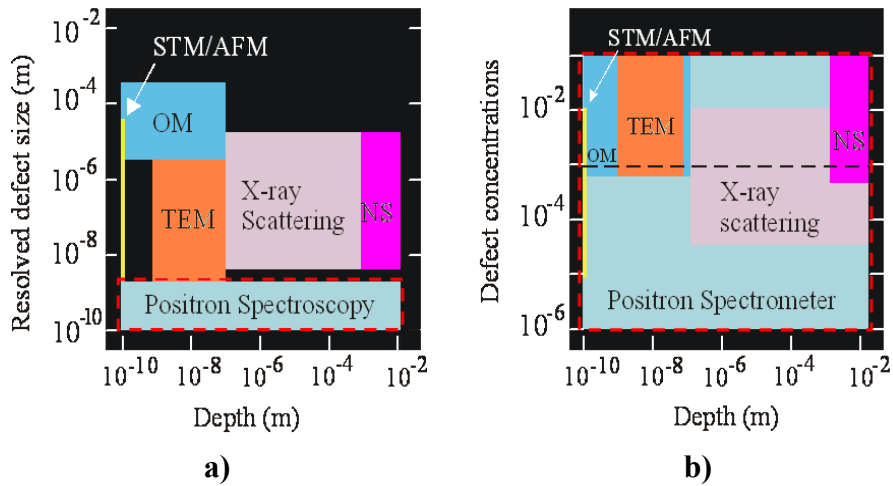 STM/AFM
OM
TEM
X-ray
Scattering
NS
Positron Spectroscopy
Resolved defect size (m)
10-2
10-4
10-6
10-8
10-10
10-10
10-8
10-6
10-4
10-2
Depth (m)
a)
STM/AFM
OM
TEM
NS
X-ray
scattering
Positron Spectrometer
Defect concentrations
10-2
10-4
10-6
10-10
10-8
10-6
10-4
10-2
Depth (m)
b)